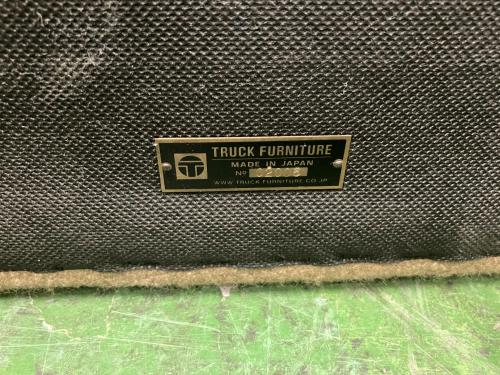 TRUCK FURNITURE
MADE IN JAPAN
Nº
WWW.TRUCK-FURNITURE.CO.JP